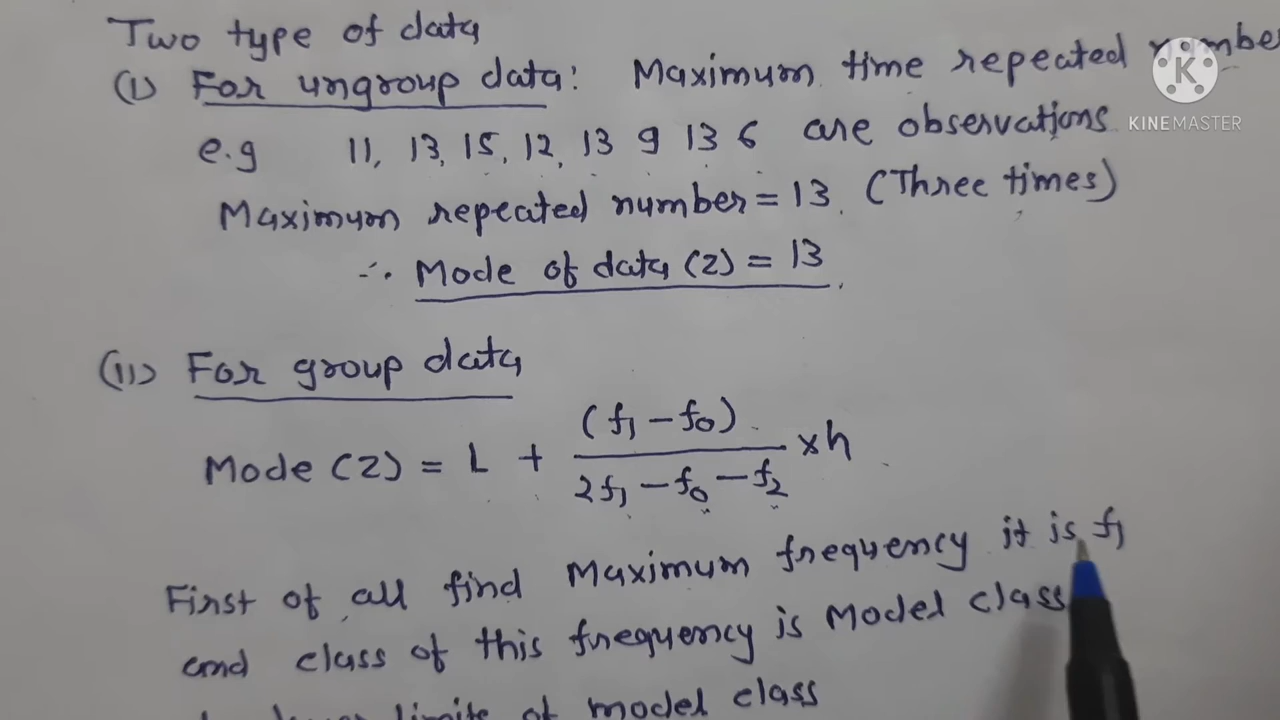 Two type of data
(I) For ungroup data: Maximum time repeated numbe
K
KINEMASTER
e.g 11, 13, 15, 12, 13 9 13 6 are observations
Maximum repeated number = 13. (Three times)
∴ Mode of data (Z) = 13.
(II) For group data
Mode (Z) = L + (f1 - f0) / 2f1 - f0 - f2 × h
First of all find Maximum frequency it is f1
and class of this frequency is Model class
limite of model class